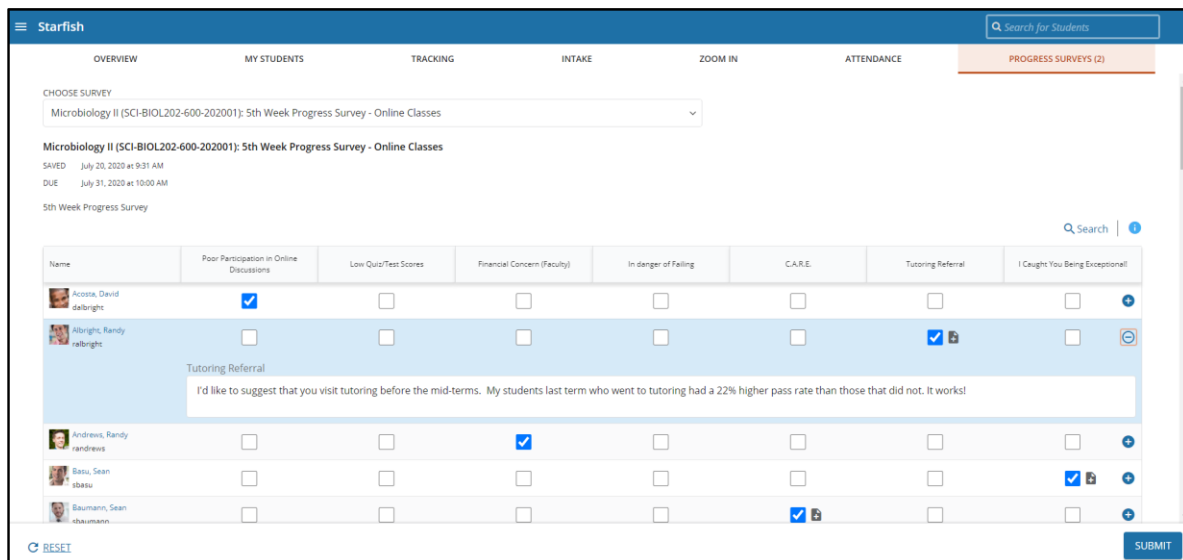 Starfish
Search for Students
OVERVIEW MY STUDENTS TRACKING INTAKE ZOOM IN ATTENDANCE PROGRESS SURVEYS (2)
CHOOSE SURVEY
Microbiology II (SCI-BIOL202-600-202001): 5th Week Progress Survey - Online Classes
Microbiology II (SCI-BIOL202-600-202001): 5th Week Progress Survey - Online Classes
SAVED July 20, 2020 at 9:31 AM
DUE July 31, 2020 at 10:00 AM
5th Week Progress Survey
Search
Name Poor Participation in Online Discussions Low Quiz/Test Scores Financial Concern (Faculty) In danger of Failing C.A.R.E. Tutoring Referral I Caught You Being Exceptional!
Acosta, David
dalbright
Albright, Randy
ralbright
Tutoring Referral
I'd like to suggest that you visit tutoring before the mid-terms. My students last term who went to tutoring had a 22% higher pass rate than those that did not. It works!
Andrews, Randy
randrews
Basu, Sean
sbasu
Baumann, Sean
sbaumann
RESET
SUBMIT